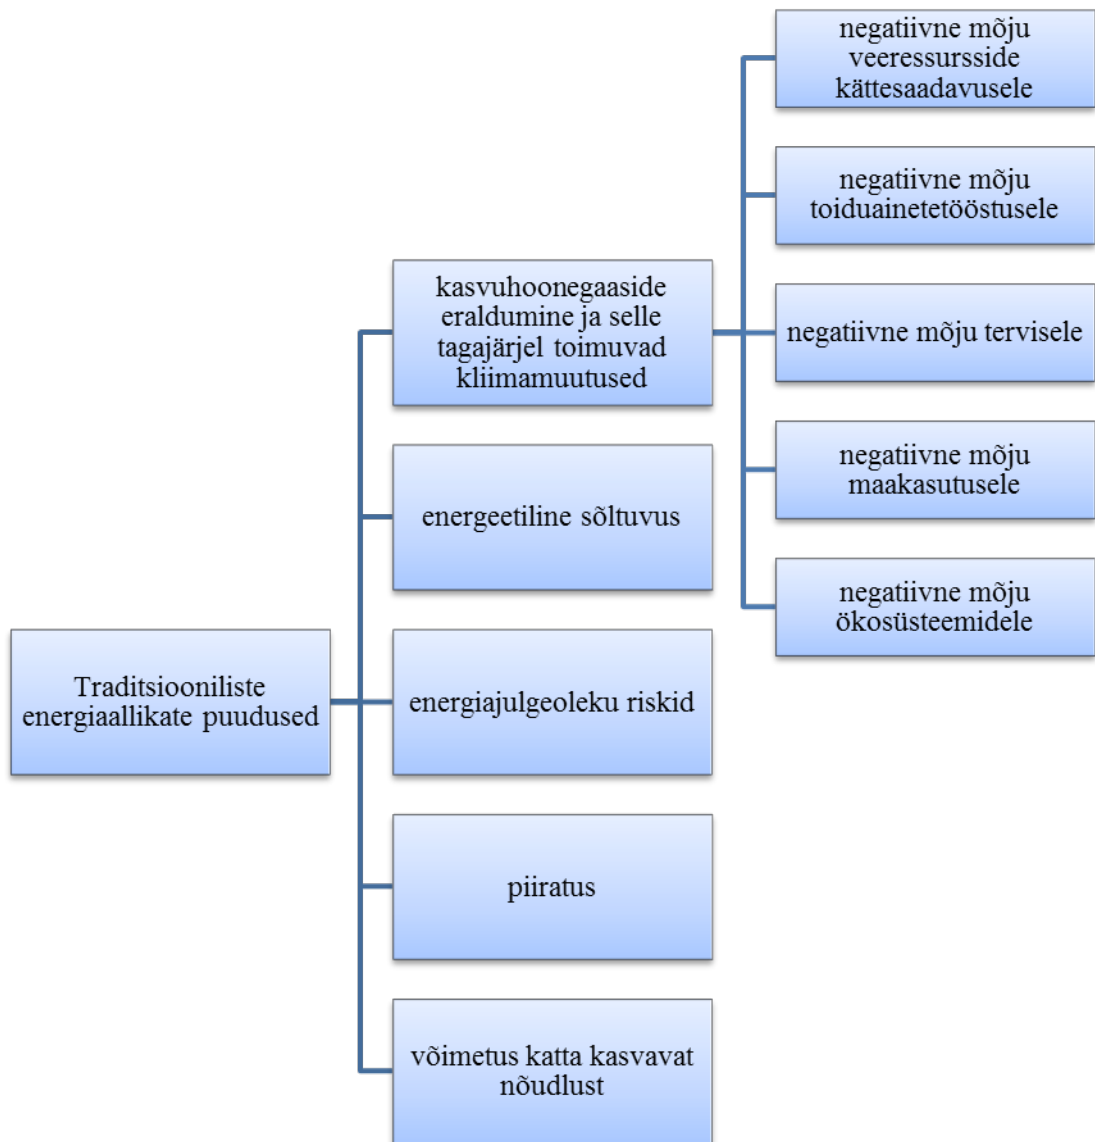 Traditsiooniliste
energiaallikate puudused
kasvuhoonegaaside
eraldumine ja selle
tagajärjel toimuvad
kliimamuutused
negatiivne mõju
veeressursside
kättesaadavusele
negatiivne mõju
toiduainetetööstusele
negatiivne mõju tervisele
negatiivne mõju
maakasutusele
negatiivne mõju
ökosüsteemidele
energeetiline sõltuvus
energiajulgeoleku riskid
piiratus
võimetus katta kasvavat
nõudlust